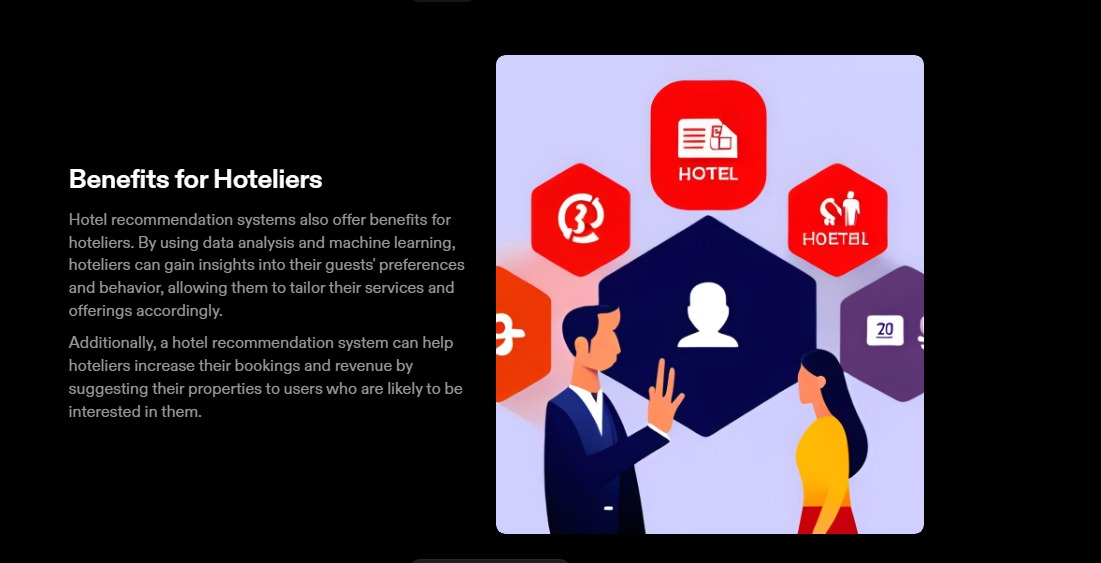 Benefits for Hoteliers
Hotel recommendation systems also offer benefits for
hoteliers. By using data analysis and machine learning,
hoteliers can gain insights into their guests' preferences
and behavior, allowing them to tailor their services and
offerings accordingly.
Additionally, a hotel recommendation system can help
hoteliers increase their bookings and revenue by
suggesting their properties to users who are likely to be
interested in them.
HOTEL
3
HOETBL
20